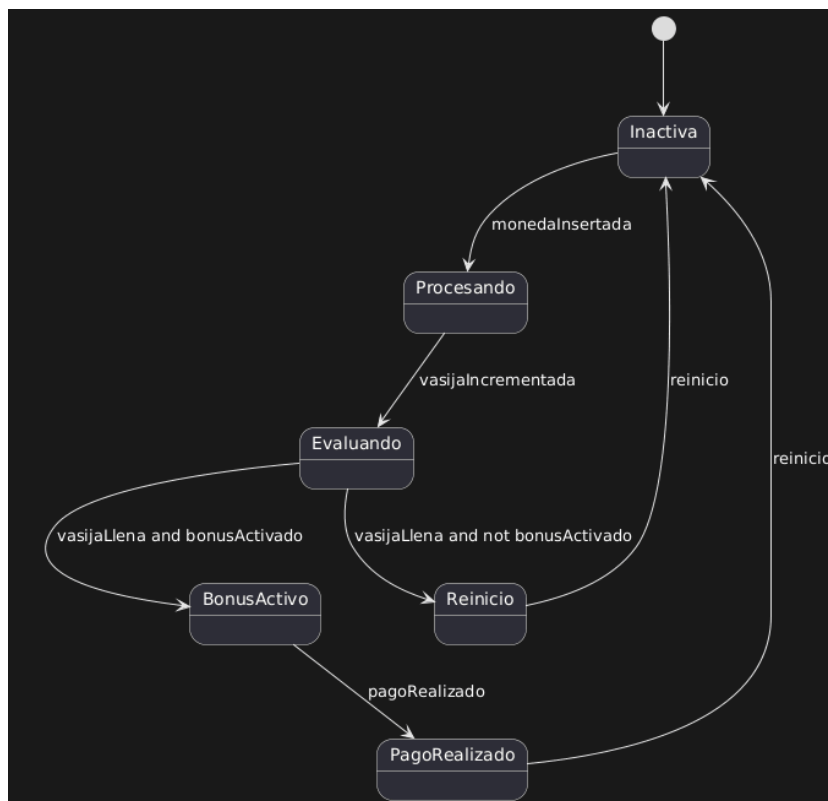 Inactiva
monedaInsertada
Procesando
vasijaIncrementada
reinicio
Evaluando
reinicio
vasijaLlena and bonusActivado
vasijaLlena and not bonusActivado
BonusActivo
Reinicio
pagoRealizado
PagoRealizado